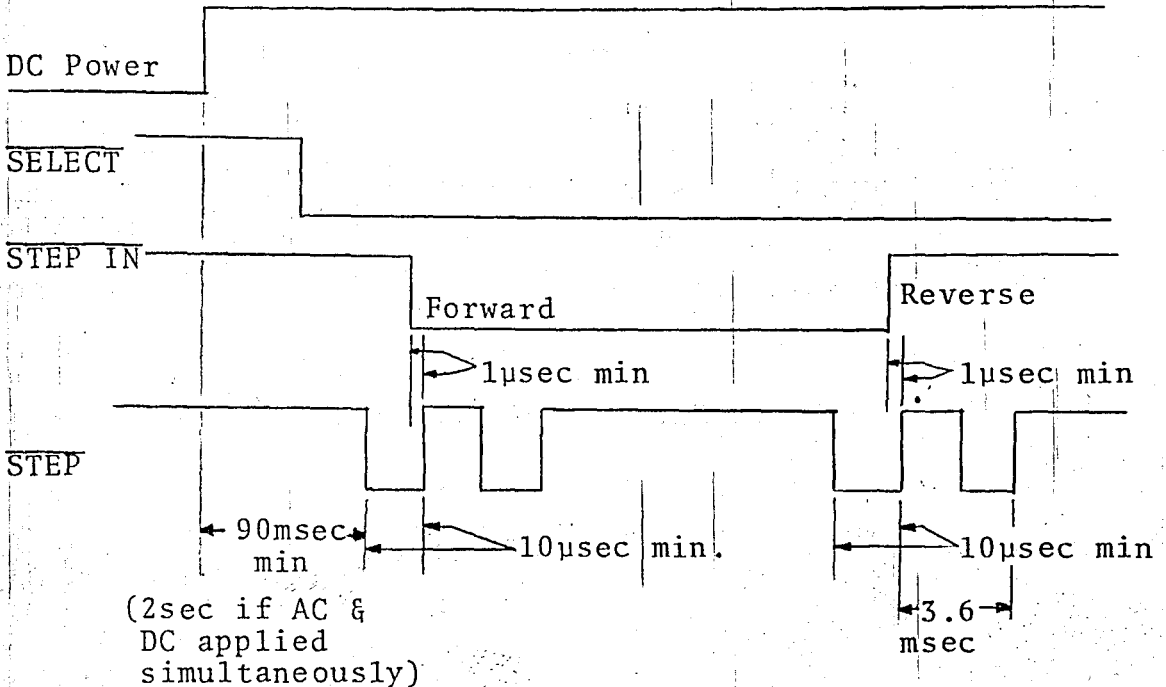 DC Power
SELECT
STEP IN
Forward
Reverse
1µsec min
1µsec min
STEP
90msec
min
10µsec min.
10µsec min
(2sec if AC &
DC applied
simultaneously)
3.6
msec